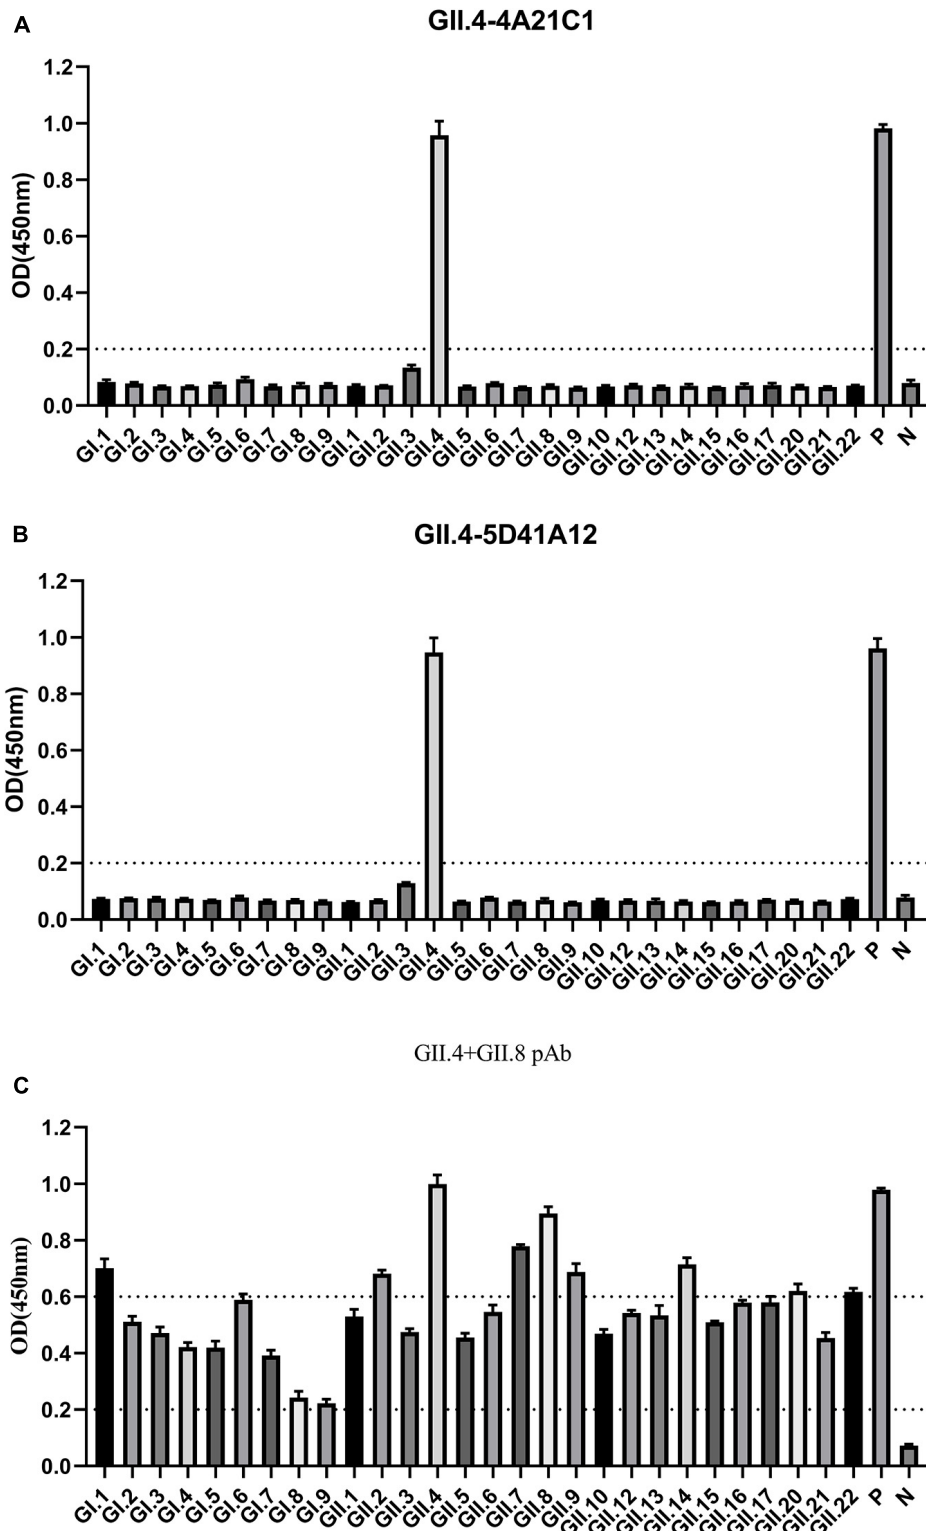 A
GII.4-4A21C1
OD(450nm)
1.2
1.0
0.8
0.6
0.4
0.2
0.0
GI.1 GI.2 GI.3 GI.4 GI.5 GI.6 GI.7 GI.8 GI.9 GII.1 GII.2 GII.3 GII.4 GII.5 GII.6 GII.7 GII.8 GII.9 GII.10 GII.12 GII.13 GII.14 GII.15 GII.16 GII.17 GII.20 GII.21 GII.22 P N
B
GII.4-5D41A12
OD(450nm)
1.2
1.0
0.8
0.6
0.4
0.2
0.0
GI.1 GI.2 GI.3 GI.4 GI.5 GI.6 GI.7 GI.8 GI.9 GII.1 GII.2 GII.3 GII.4 GII.5 GII.6 GII.7 GII.8 GII.9 GII.10 GII.12 GII.13 GII.14 GII.15 GII.16 GII.17 GII.20 GII.21 GII.22 P N
GII.4+GII.8 pAb
C
OD(450nm)
1.2
1.0
0.8
0.6
0.4
0.2
0.0
GI.1 GI.2 GI.3 GI.4 GI.5 GI.6 GI.7 GI.8 GI.9 GII.1 GII.2 GII.3 GII.4 GII.5 GII.6 GII.7 GII.8 GII.9 GII.10 GII.12 GII.13 GII.14 GII.15 GII.16 GII.17 GII.20 GII.21 GII.22 P N